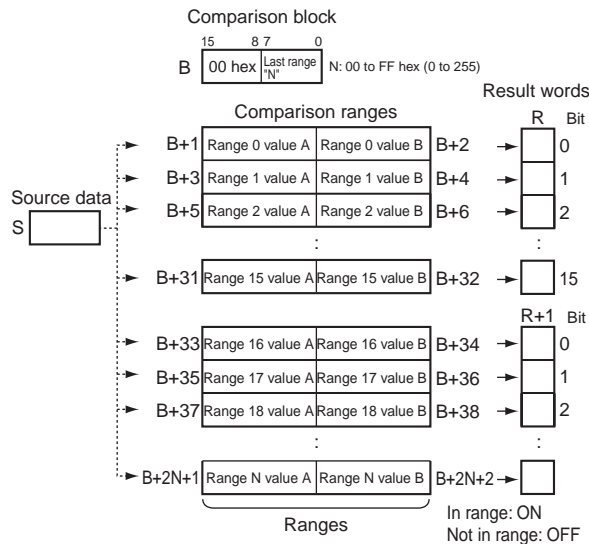 Comparison block
15 8 7 0
B 00 hex Last range "N" N: 00 to FF hex (0 to 255)
Result words
Comparison ranges R Bit
B+1 Range 0 value A Range 0 value B B+2 0
B+3 Range 1 value A Range 1 value B B+4 1
Source data
S
B+5 Range 2 value A Range 2 value B B+6 2
: :
B+31 Range 15 value A Range 15 value B B+32 15
R+1 Bit
B+33 Range 16 value A Range 16 value B B+34 0
B+35 Range 17 value A Range 17 value B B+36 1
B+37 Range 18 value A Range 18 value B B+38 2
: :
B+2N+1 Range N value A Range N value B B+2N+2
Ranges
In range: ON
Not in range: OFF